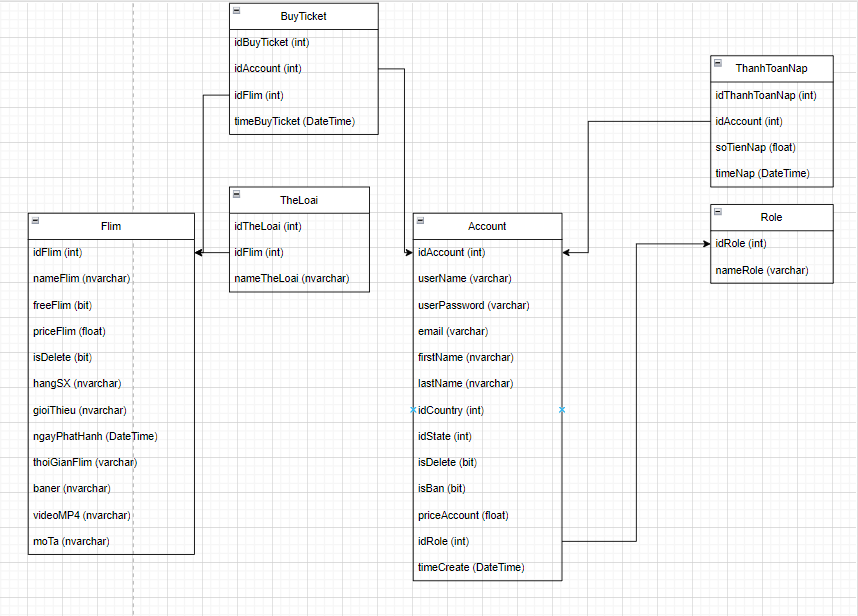 BuyTicket
idBuyTicket (int)
idAccount (int)
idFlim (int)
timeBuyTicket (DateTime)
ThanhToanNap
idThanhToanNap (int)
idAccount (int)
soTienNap (float)
timeNap (DateTime)
TheLoai
idTheLoai (int)
idFlim (int)
nameTheLoai (nvarchar)
Role
idRole (int)
nameRole (varchar)
Flim
idFlim (int)
nameFlim (nvarchar)
freeFlim (bit)
priceFlim (float)
isDelete (bit)
hangSX (nvarchar)
gioiThieu (nvarchar)
ngayPhatHanh (DateTime)
thoiGianFlim (varchar)
baner (nvarchar)
videoMP4 (nvarchar)
moTa (nvarchar)
Account
idAccount (int)
userName (varchar)
userPassword (varchar)
email (varchar)
firstName (nvarchar)
lastName (nvarchar)
idCountry (int)
idState (int)
isDelete (bit)
isBan (bit)
priceAccount (float)
idRole (int)
timeCreate (DateTime)